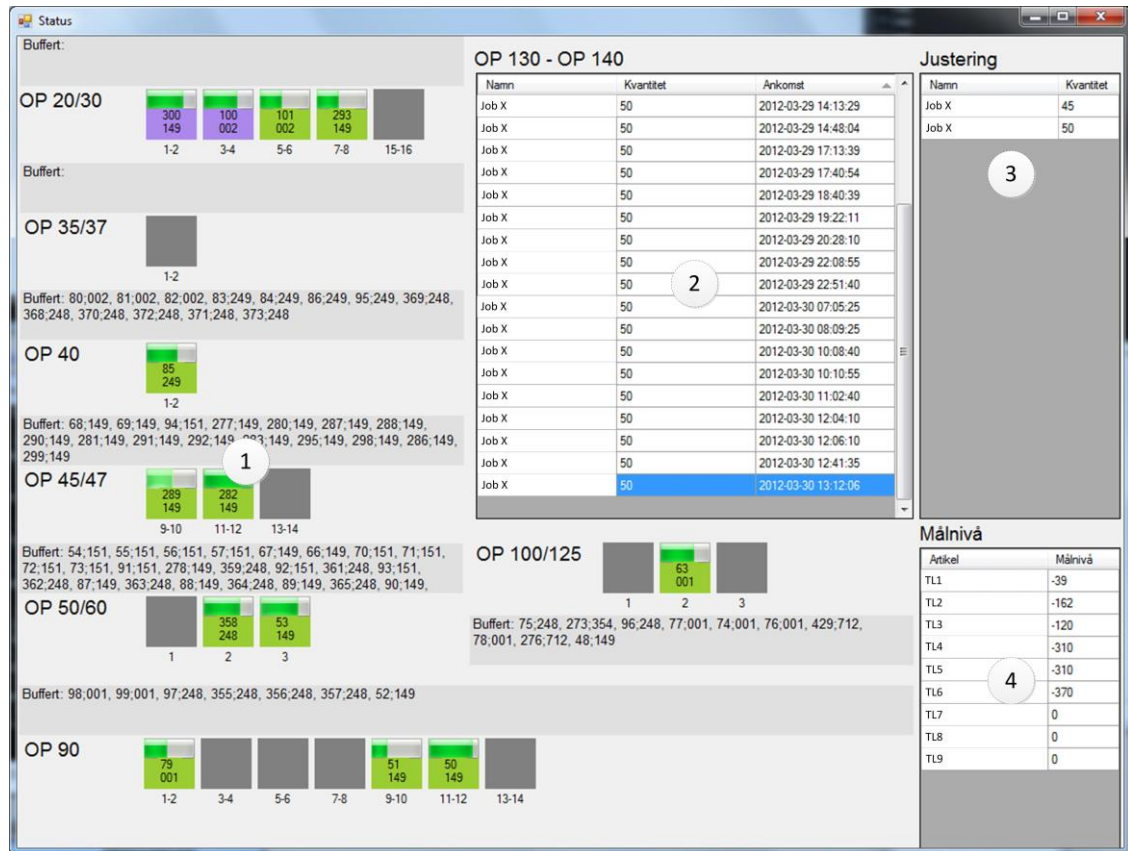 Status
Buffert:
OP 20/30
300
149
100
002
101
002
293
149
1-2 3-4 5-6 7-8 15-16
Buffert:
OP 35/37
1-2
Buffert: 80;002, 81;002, 82;002, 83;249, 84;249, 86;249, 95;249, 369;248,
368;248, 370;248, 372;248, 371;248, 373;248
OP 40
85
249
1-2
Buffert: 68;149, 69;149, 94;151, 277;149, 280;149, 287;149, 288;149,
290;149, 281;149, 291;149, 292;149, 295;149, 298;149, 286;149,
299;149
1
OP 45/47
289
149
282
149
9-10 11-12 13-14
Buffert: 54;151, 55;151, 56;151, 57;151, 67;149, 66;149, 70;151, 71;151,
72;151, 73;151, 91;151, 278;149, 359;248, 92;151, 361;248, 93;151,
362;248, 87;149, 363;248, 88;149, 364;248, 89;149, 365;248, 90;149,
OP 50/60
358
248
53
149
1 2 3
Buffert: 98;001, 99;001, 97;248, 355;248, 356;248, 357;248, 52;149
OP 90
79
001
51
149
50
149
1-2 3-4 5-6 7-8 9-10 11-12 13-14
OP 130 - OP 140
Namn Kvantitet Ankomst
Job X 50 2012-03-29 14:13:29
Job X 50 2012-03-29 14:48:04
Job X 50 2012-03-29 17:13:39
Job X 50 2012-03-29 17:40:54
Job X 50 2012-03-29 18:40:39
Job X 50 2012-03-29 19:22:11
Job X 50 2012-03-29 20:28:10
Job X 50 2012-03-29 22:08:55
Job X 50 2012-03-29 22:51:40
Job X 50 2012-03-30 07:05:25
Job X 50 2012-03-30 08:09:25
Job X 50 2012-03-30 10:08:40
Job X 50 2012-03-30 10:10:55
Job X 50 2012-03-30 11:02:40
Job X 50 2012-03-30 12:04:10
Job X 50 2012-03-30 12:06:10
Job X 50 2012-03-30 12:41:35
Job X 50 2012-03-30 13:12:06
2
OP 100/125
63
001
1 2 3
Buffert: 75;248, 273;354, 96;248, 77;001, 74;001, 76;001, 429;712,
78;001, 276;712, 48;149
Justering
Namn Kvantitet
Job X 45
Job X 50
3
Målnivå
Artikel Målnivå
TL1 -39
TL2 -162
TL3 -120
TL4 -310
TL5 -310
TL6 -370
TL7 0
TL8 0
TL9 0
4